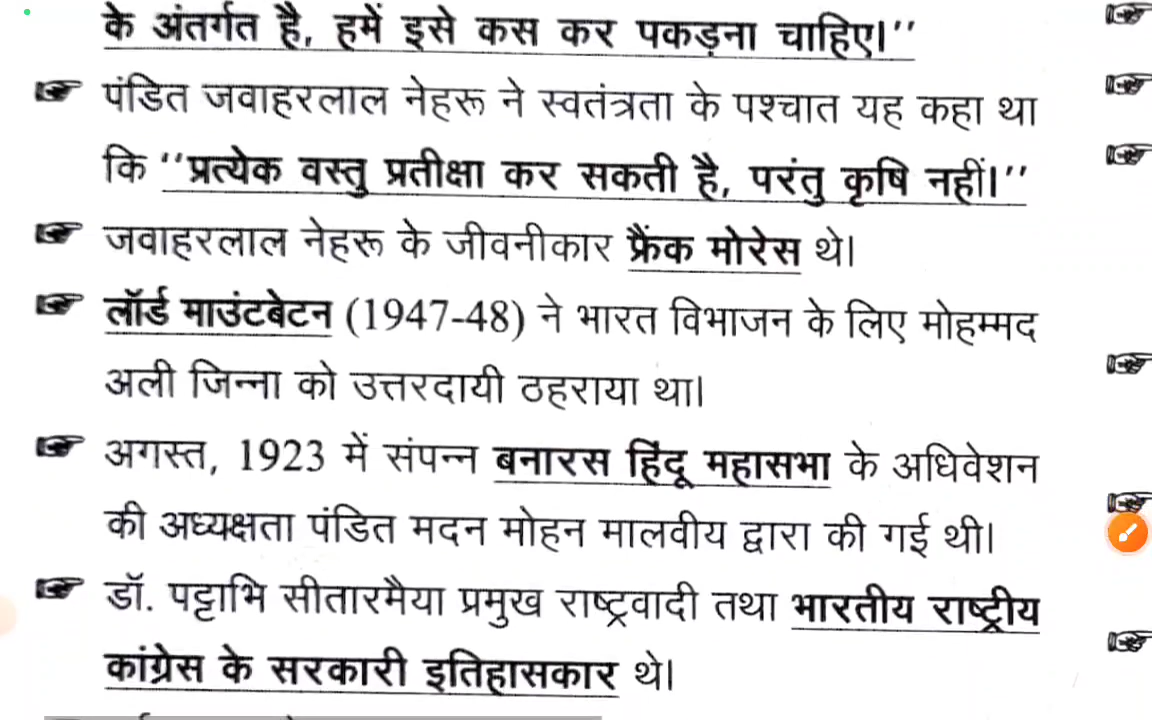 के अंतर्गत है, हमें इसे कस कर पकड़ना चाहिए।’’
पंडित जवाहरलाल नेहरू ने स्वतंत्रता के पश्चात यह कहा था
कि ‘‘प्रत्येक वस्तु प्रतीक्षा कर सकती है, परंतु कृषि नहीं।’’
जवाहरलाल नेहरू के जीवनीकार फ्रैंक मोरेस थे।
लॉर्ड माउंटबेटन (1947-48) ने भारत विभाजन के लिए मोहम्मद
अली जिन्ना को उत्तरदायी ठहराया था।
अगस्त, 1923 में संपन्न बनारस हिंदू महासभा के अधिवेशन
की अध्यक्षता पंडित मदन मोहन मालवीय द्वारा की गई थी।
डॉ. पट्टाभि सीतारमैया प्रमुख राष्ट्रवादी तथा भारतीय राष्ट्रीय
कांग्रेस के सरकारी इतिहासकार थे।